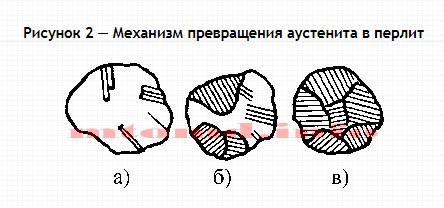 Рисунок 2 — Механизм превращения аустенита в перлит
а) б) в)